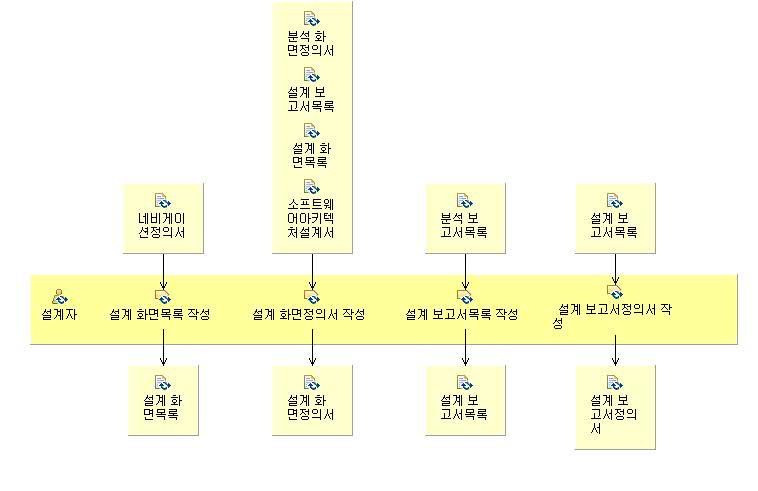 분석 화
면정의서
설계 보
고서목록
설계 화
면목록
소프트웨
어아키텍
처설계서
네비게이
션정의서
분석 보
고서목록
설계 보
고서목록
설계자
설계 화면목록 작성
설계 화면정의서 작성
설계 보고서목록 작성
설계 보고서정의서 작
성
설계 화
면목록
설계 화
면정의서
설계 보
고서목록
설계 보
고서정의
서